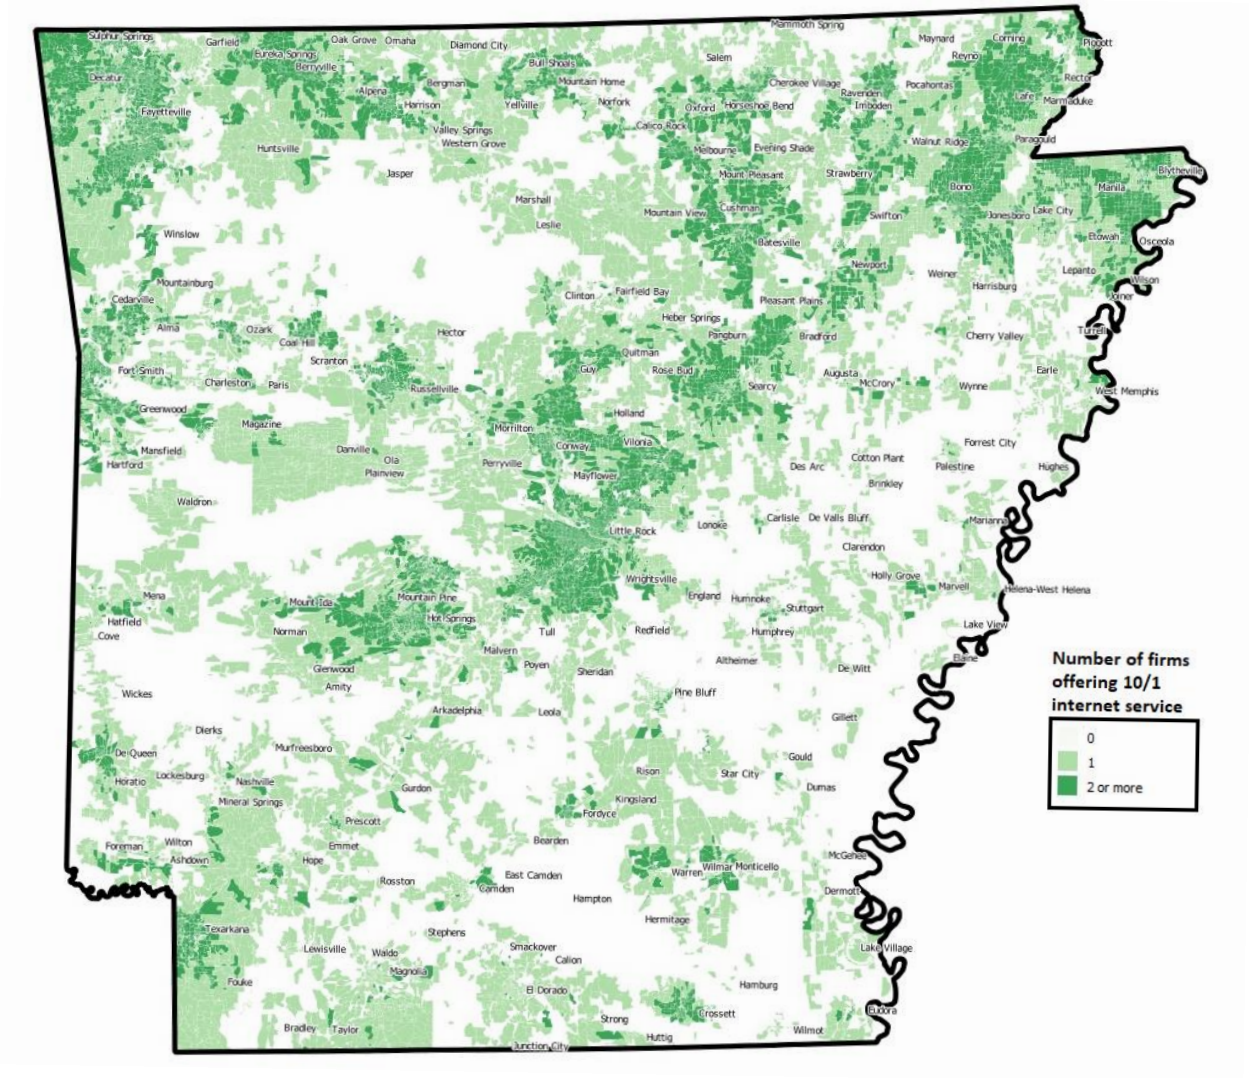 Mammoth Spring
Sulphur Springs
Garfield
Oak Grove
Omaha
Diamond City
Maynard
Corning
Piggott
Eureka Springs
Berryville
Bull Shoals
Salem
Reyno
Decatur
Alpena
Bergman
Mountain Home
Cherokee Village
Ravenden
Pocahontas
Rector
Fayetteville
Harrison
Yellville
Norfork
Oxford
Horseshoe Bend
Imboden
Lafe
Marmaduke
Valley Springs
Calico Rock
Huntsville
Western Grove
Melbourne
Evening Shade
Walnut Ridge
Paragould
Jasper
Mount Pleasant
Strawberry
Blytheville
Marshall
Bono
Manila
Mountain View
Cushman
Swifton
Jonesboro
Lake City
Leslie
Winslow
Batesville
Etowah
Osceola
Mountainburg
Newport
Weiner
Lepanto
Wilson
Cedarville
Clinton
Fairfield Bay
Pleasant Plains
Harrisburg
Joiner
Alma
Ozark
Heber Springs
Coal Hill
Hector
Pangburn
Bradford
Cherry Valley
Turrell
Scranton
Quitman
Fort Smith
Guy
Rose Bud
Augusta
Earle
Charleston
Paris
Russellville
Searcy
McCrory
Wynne
West Memphis
Greenwood
Holland
Magazine
Morrilton
Mansfield
Danville
Conway
Vilonia
Forrest City
Hartford
Ola
Perryville
Des Arc
Cotton Plant
Palestine
Hughes
Plainview
Mayflower
Brinkley
Waldron
Little Rock
Lonoke
Carlisle
De Valls Bluff
Marianna
Clarendon
Wrightsville
Holly Grove
Marvell
Helena-West Helena
Mena
Mount Ida
Mountain Pine
England
Humnoke
Stuttgart
Hatfield
Hot Springs
Cove
Norman
Tull
Redfield
Humphrey
Lake View
Malvern
Elaine
Glenwood
Poyen
Sheridan
Altheimer
De Witt
Amity
Wickes
Pine Bluff
Arkadelphia
Leola
Gillett
Dierks
De Queen
Murfreesboro
Gould
Horatio
Lockesburg
Nashville
Gurdon
Rison
Star City
Dumas
Mineral Springs
Kingsland
Prescott
Fordyce
Foreman
Wilton
Emmet
Bearden
Ashdown
Hope
McGehee
Rosston
East Camden
Warren
Wilmar
Monticello
Camden
Hampton
Dermott
Texarkana
Stephens
Hermitage
Lewisville
Waldo
Smackover
Lake Village
Calion
Magnolia
Fouke
El Dorado
Hamburg
Crossett
Eudora
Bradley
Taylor
Strong
Huttig
Wilmot
Junction City
Number of firms
offering 10/1
internet service
0
1
2 or more